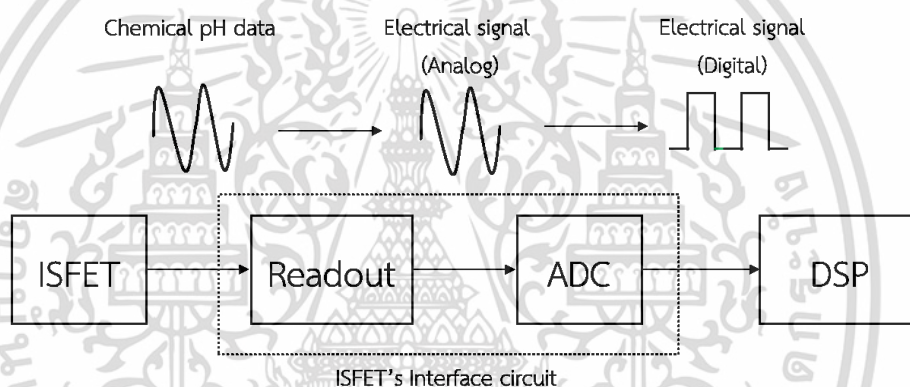 Chemical pH data
Electrical signal
(Analog)
Electrical signal
(Digital)
ISFET
Readout
ADC
DSP
ISFET's Interface circuit